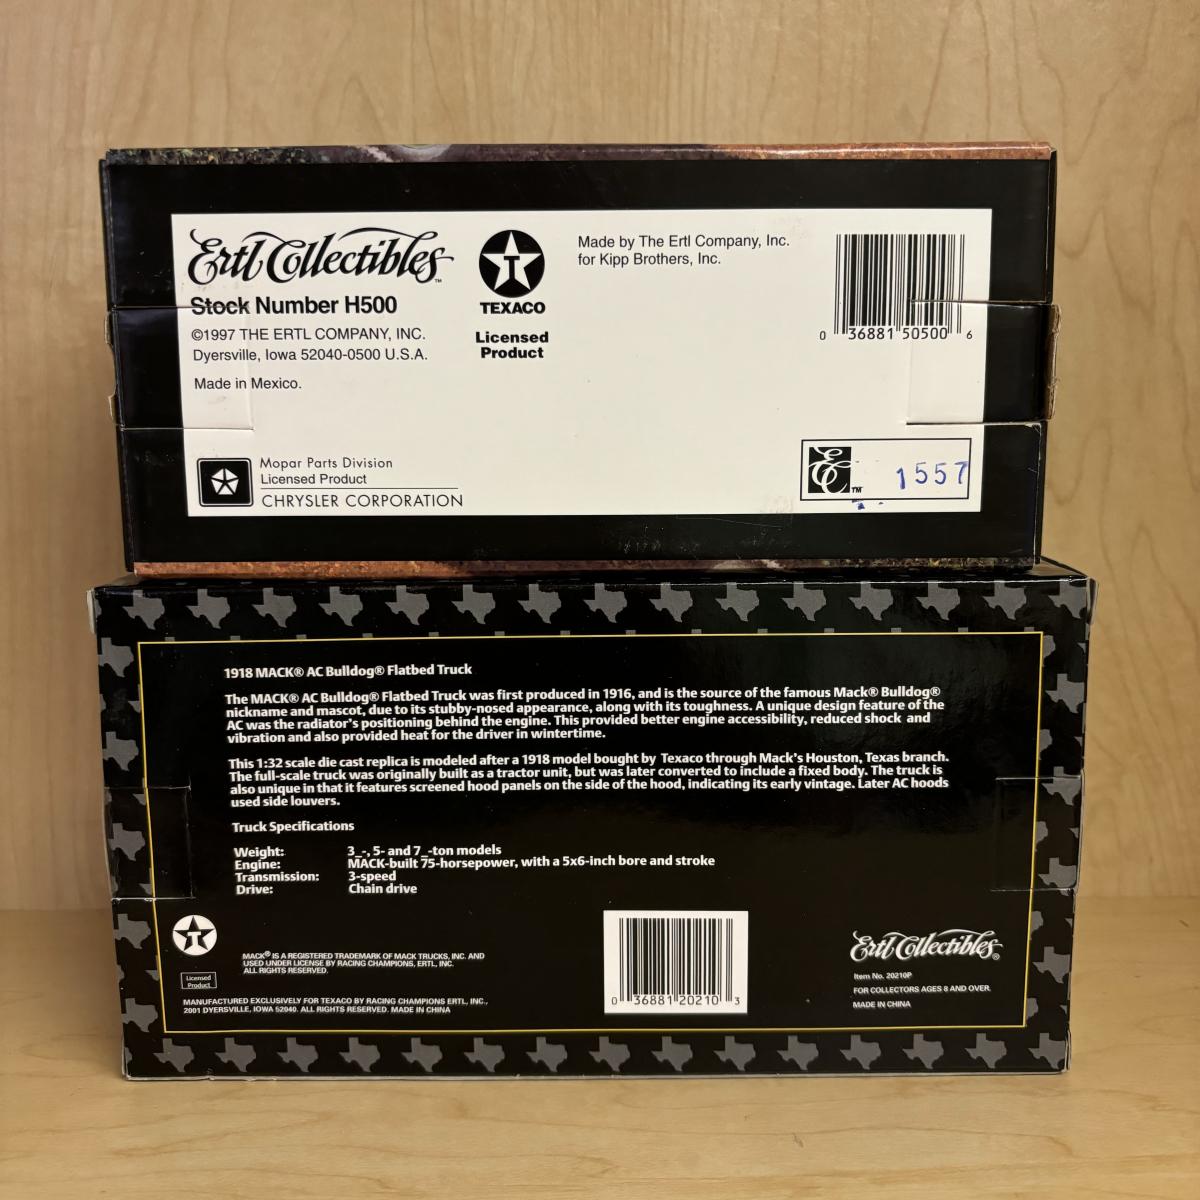 Ertl Collectibles™
Stock Number H500
©1997 THE ERTL COMPANY, INC.
Dyersville, Iowa 52040-0500 U.S.A.
Made in Mexico.
T
TEXACO
Licensed
Product
Made by The Ertl Company, Inc.
for Kipp Brothers, Inc.
0 36881 50500 6
Mopar Parts Division
Licensed Product
CHRYSLER CORPORATION
EC™ 1557
1918 MACK® AC Bulldog® Flatbed Truck
The MACK® AC Bulldog® Flatbed Truck was first produced in 1916, and is the source of the famous Mack® Bulldog®
nickname and mascot, due to its stubby-nosed appearance, along with its toughness. A unique design feature of the
AC was the radiator's positioning behind the engine. This provided better engine accessibility, reduced shock and
vibration and also provided heat for the driver in wintertime.
This 1:32 scale die cast replica is modeled after a 1918 model bought by Texaco through Mack's Houston, Texas branch.
The full-scale truck was originally built as a tractor unit, but was later converted to include a fixed body. The truck is
also unique in that it features screened hood panels on the side of the hood, indicating its early vintage. Later AC hoods
used side louvers.
Truck Specifications
Weight: 3_-, 5- and 7_-ton models
Engine: MACK-built 75-horsepower, with a 5x6-inch bore and stroke
Transmission: 3-speed
Drive: Chain drive
T
Licensed
Product
MACK® IS A REGISTERED TRADEMARK OF MACK TRUCKS, INC. AND
USED UNDER LICENSE BY RACING CHAMPIONS, ERTL, INC.
ALL RIGHTS RESERVED.
MANUFACTURED EXCLUSIVELY FOR TEXACO BY RACING CHAMPIONS ERTL, INC.,
2001 DYERSVILLE, IOWA 52040. ALL RIGHTS RESERVED. MADE IN CHINA
0 36881 20210 3
Ertl Collectibles®
Item No. 20210P
FOR COLLECTORS AGES 8 AND OVER.
MADE IN CHINA